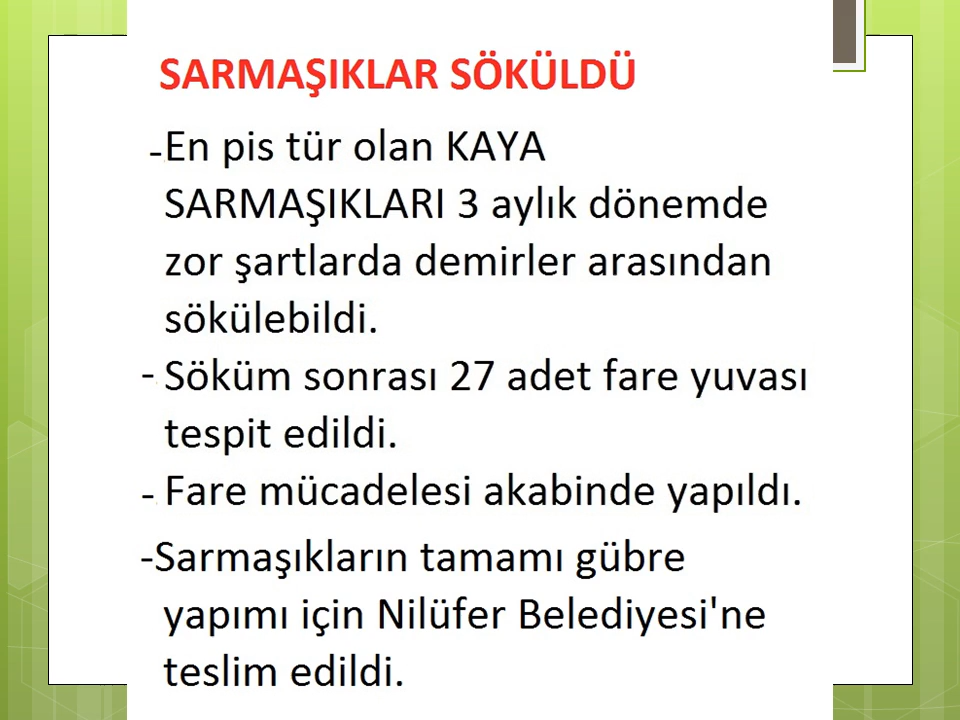 SARMAŞIKLAR SÖKÜLDÜ
-En pis tür olan KAYA
SARMAŞIKLARI 3 aylık dönemde
zor şartlarda demirler arasından
sökülebildi.
- Söküm sonrası 27 adet fare yuvası
tespit edildi.
- Fare mücadelesi akabinde yapıldı.
-Sarmaşıkların tamamı gübre
yapımı için Nilüfer Belediyesi'ne
teslim edildi.